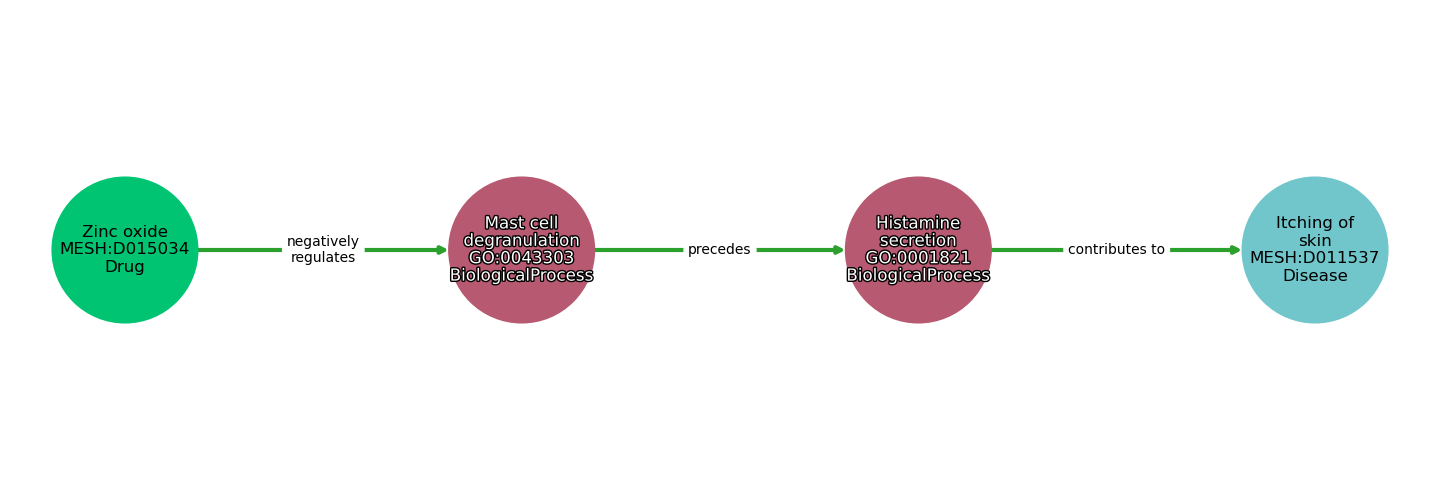 Zinc oxide
MESH:D015034
Drug
negatively
regulates
Mast cell
degranulation
GO:0043303
BiologicalProcess
precedes
Histamine
secretion
GO:0001821
BiologicalProcess
contributes to
Itching of
skin
MESH:D011537
Disease